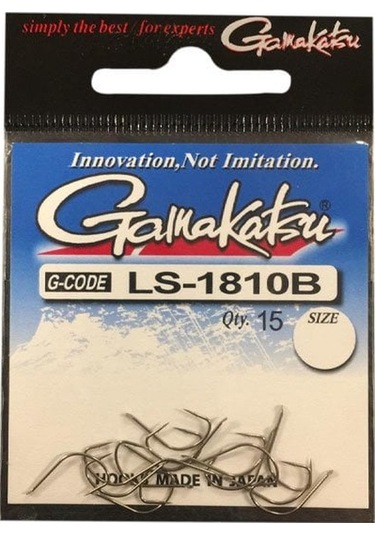 simply the best / for experts Gamakatsu
Innovation, Not Imitation.
Gamakatsu®
G-CODE LS-1810B
Qty. 15 SIZE
HOOKS MADE IN JAPAN